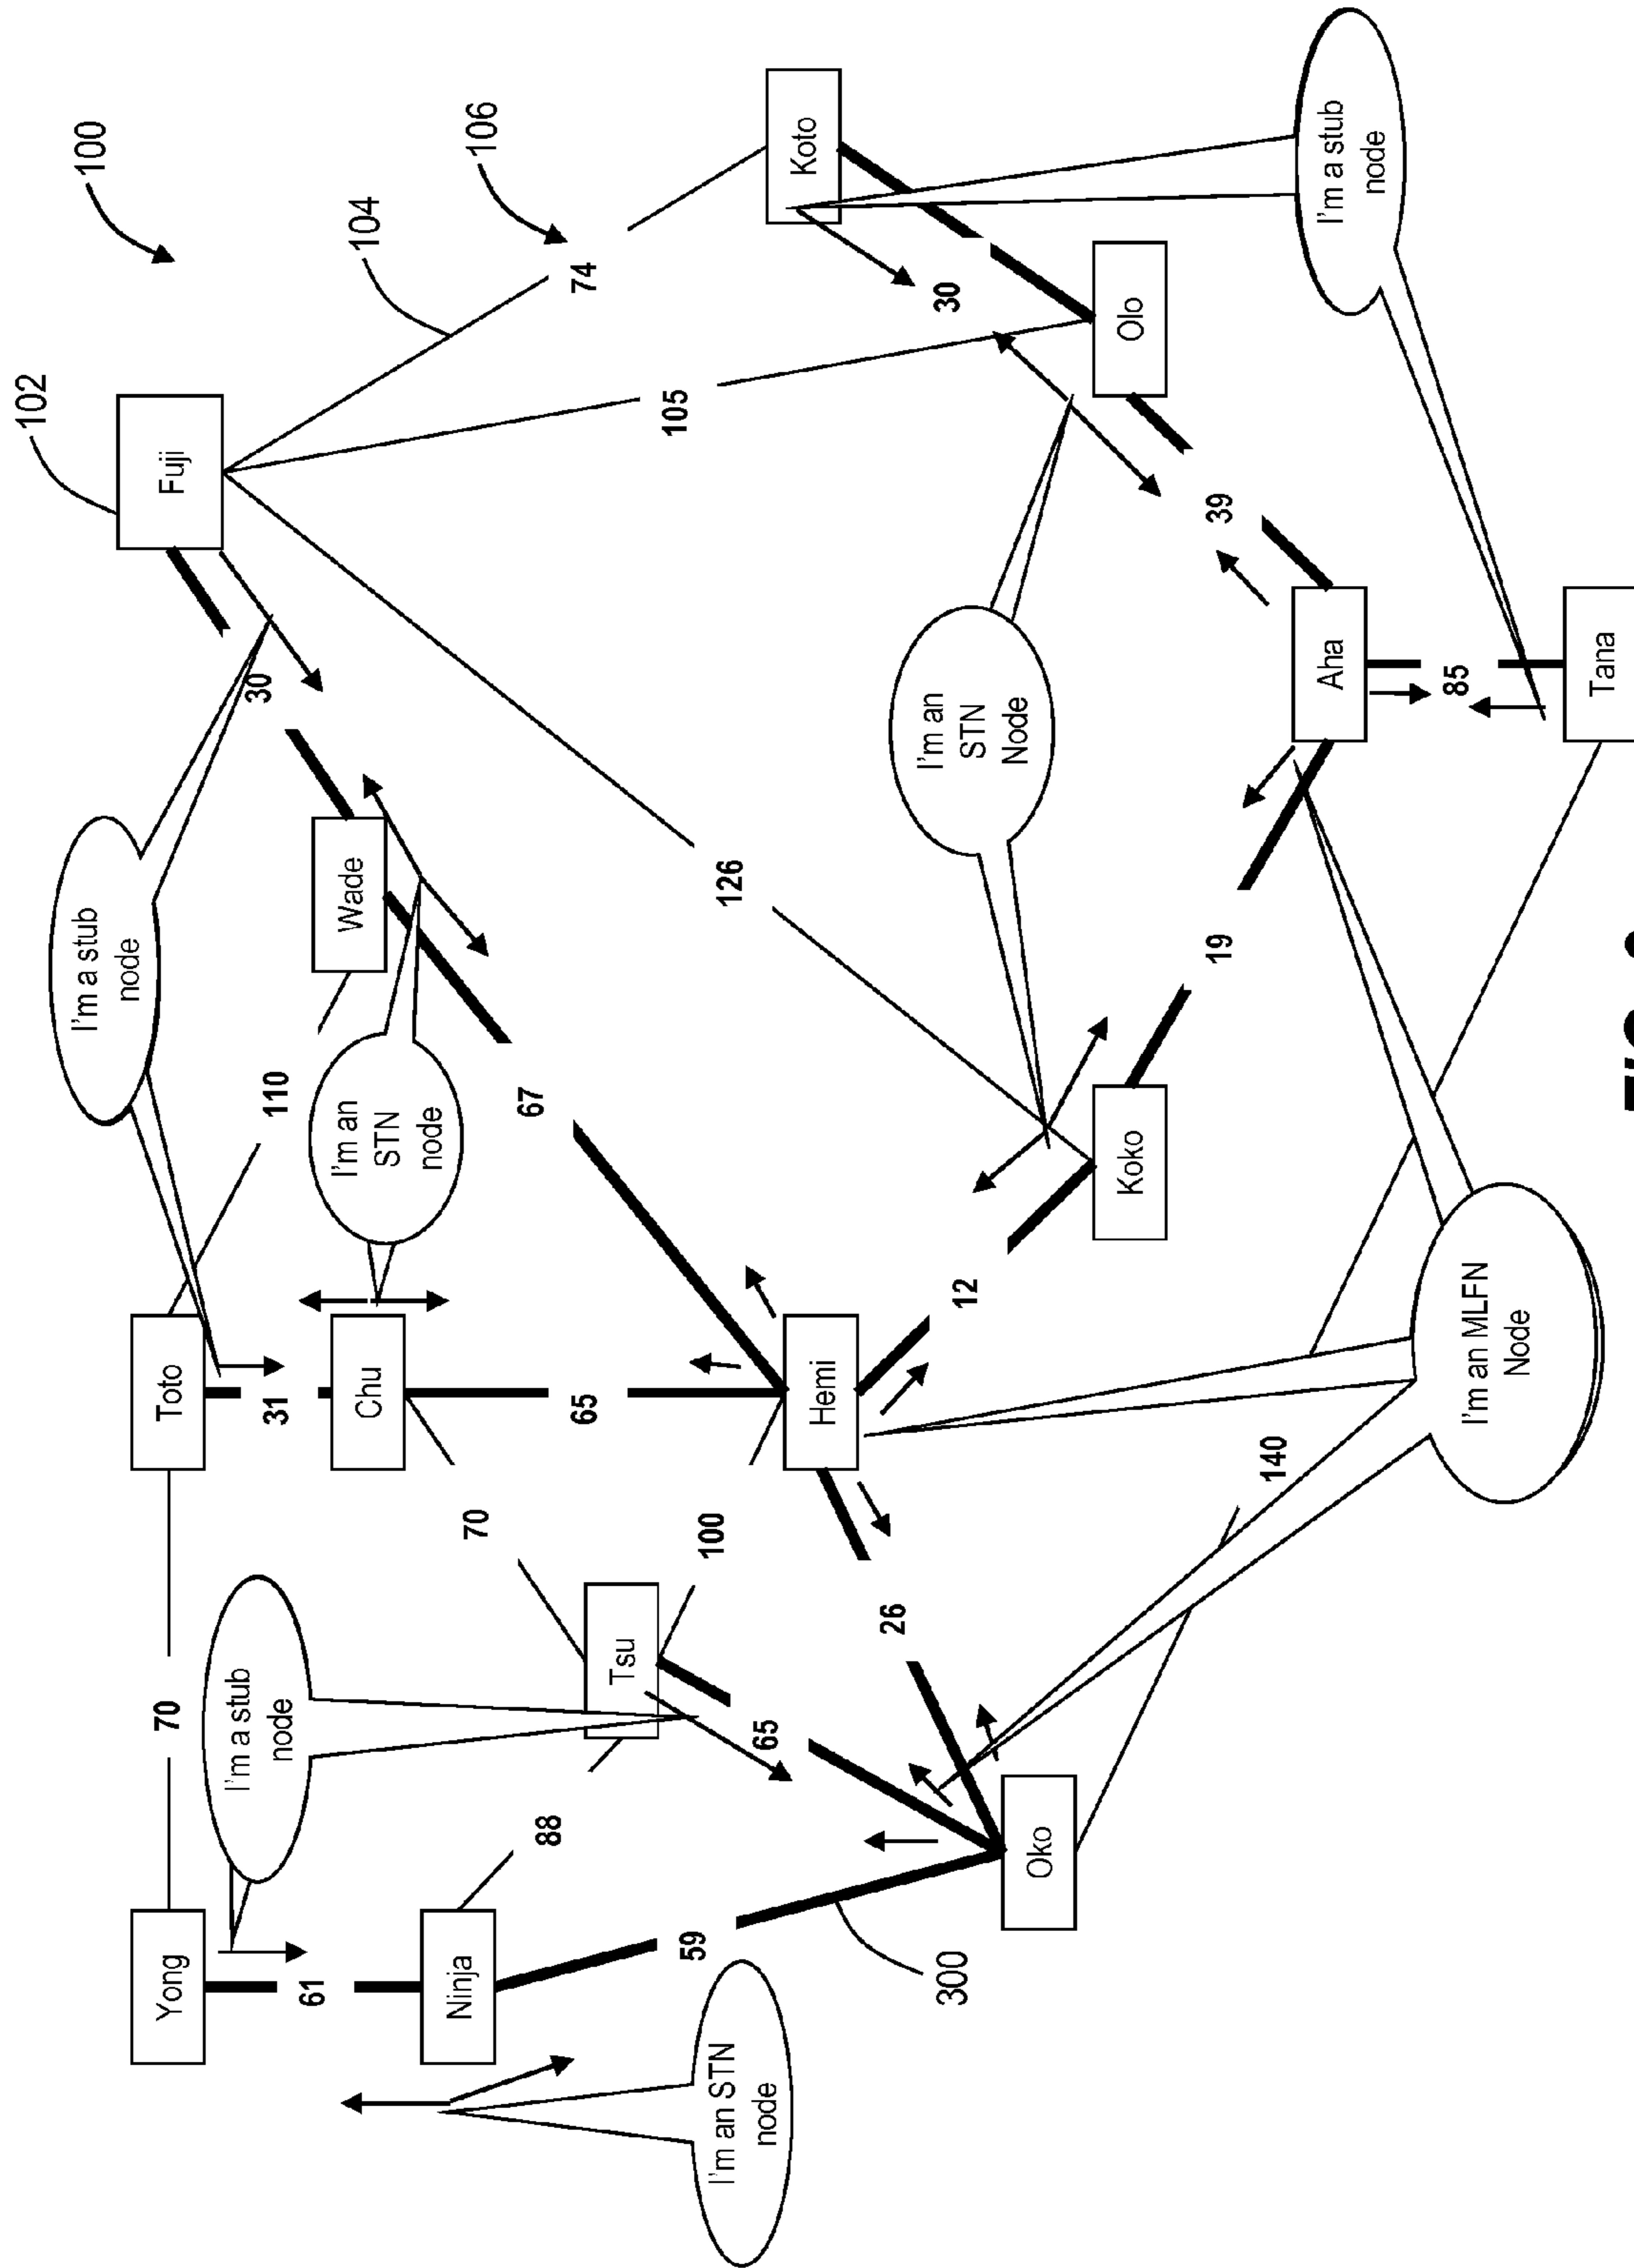 100
102
104
106
Fuji
74
Koto
30
105
Olo
I'm a stub
node
30
Wade
I'm a stub
node
110
I'm an
STN
node
67
126
I'm an
STN
Node
39
Aha
85
Tana
19
Koko
12
Toto
31
Chu
65
Hemi
70
100
26
I'm an MLFN
Node
140
70
I'm a stub
node
Tsu
65
88
Yong
61
Ninja
59
300
Oko
I'm an STN
node